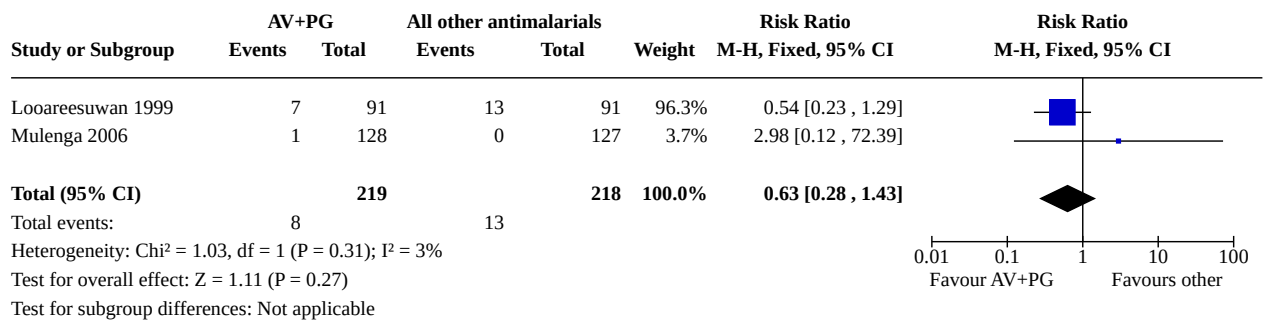 AV+PG All other antimalarials Risk Ratio Risk Ratio
Study or Subgroup Events Total Events Total Weight M-H, Fixed, 95% CI M-H, Fixed, 95% CI
Looareesuwan 1999 7 91 13 91 96.3% 0.54 [0.23 , 1.29]
Mulenga 2006 1 128 0 127 3.7% 2.98 [0.12 , 72.39]
Total (95% CI) 219 218 100.0% 0.63 [0.28 , 1.43]
Total events: 8 13
Heterogeneity: Chi² = 1.03, df = 1 (P = 0.31); I² = 3%
0.01 0.1 1 10 100
Test for overall effect: Z = 1.11 (P = 0.27) Favour AV+PG Favours other
Test for subgroup differences: Not applicable